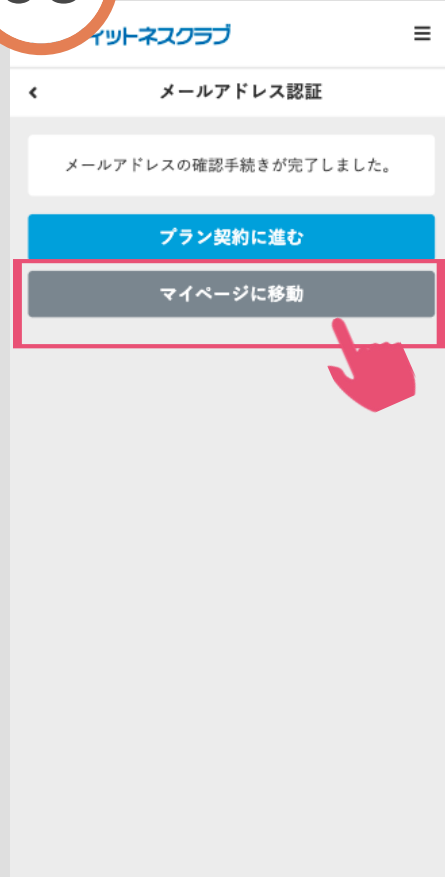 ィットネスクラブ
メールアドレス認証
メールアドレスの確認手続きが完了しました。
プラン契約に進む
マイページに移動